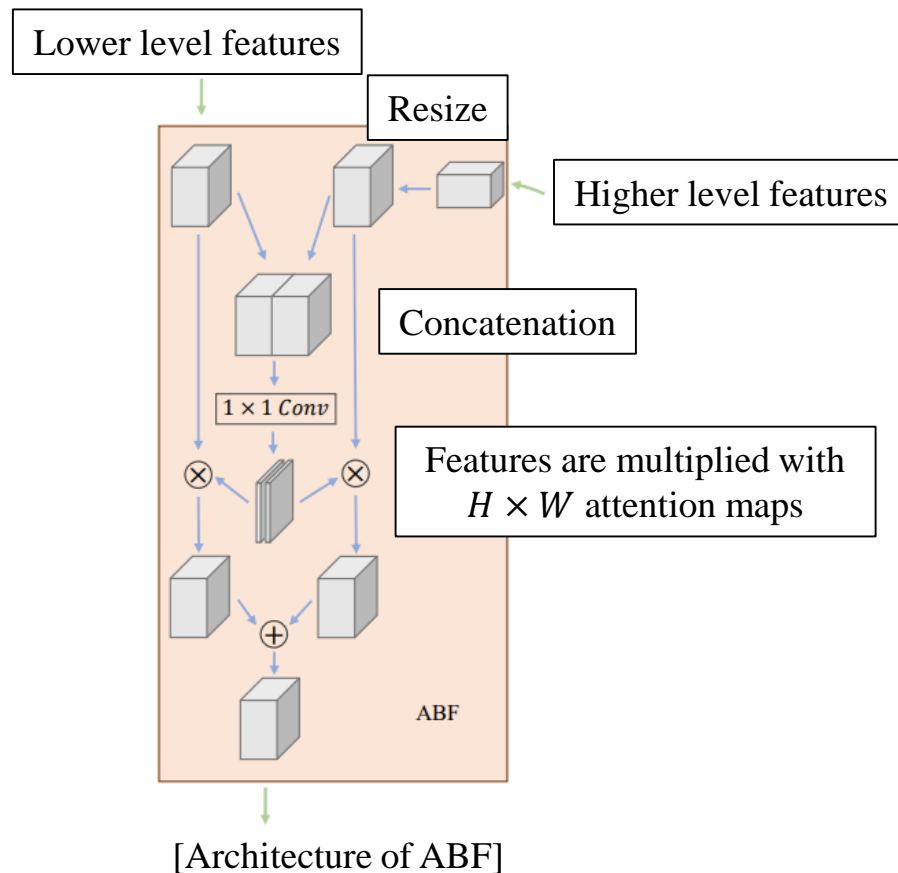 Lower level features
Resize
Higher level features
Concatenation
1 × 1 Conv
Features are multiplied with
H × W attention maps
ABF
[Architecture of ABF]